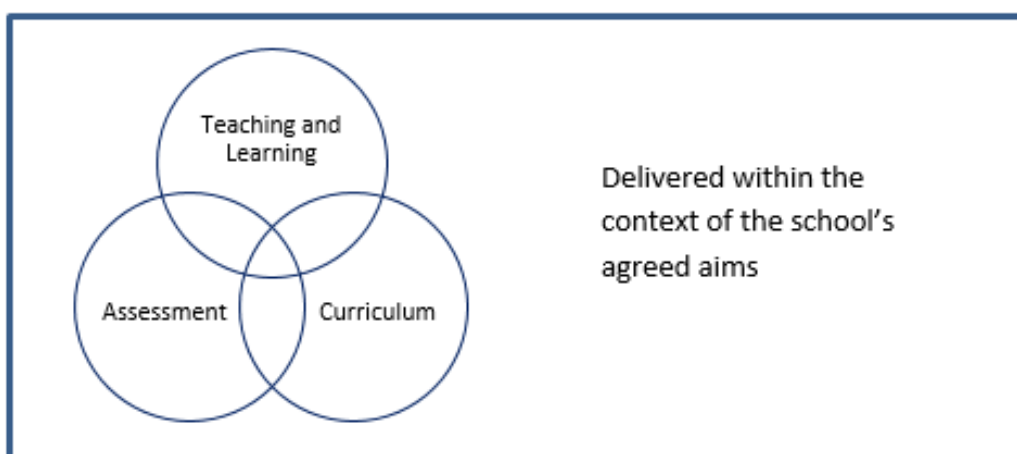 Teaching and
Learning
Assessment
Curriculum
Delivered within the
context of the school’s
agreed aims